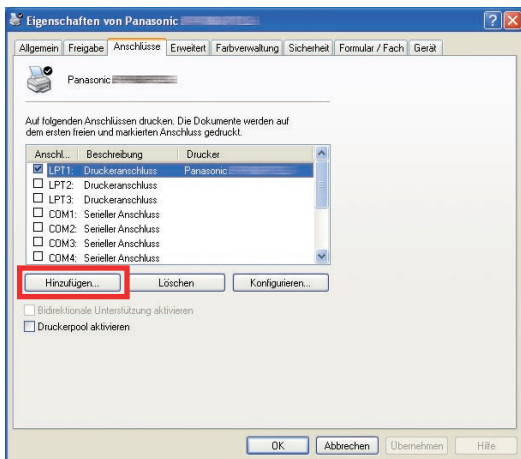 Eigenschaften von Panasonic
Allgemein Freigabe Anschlüsse Erweitert Farbverwaltung Sicherheit Formular / Fach Gerät
Panasonic
Auf folgenden Anschlüssen drucken. Die Dokumente werden auf
dem ersten freien und markierten Anschluss gedruckt.
Anschl... Beschreibung Drucker
LPT1: Druckeranschluss Panasonic
LPT2: Druckeranschluss
LPT3: Druckeranschluss
COM1: Serieller Anschluss
COM2: Serieller Anschluss
COM3: Serieller Anschluss
COM4: Serieller Anschluss
Hinzufügen... Löschen Konfigurieren...
Bidirektionale Unterstützung aktivieren
Druckerpool aktivieren
OK Abbrechen Übernehmen Hilfe